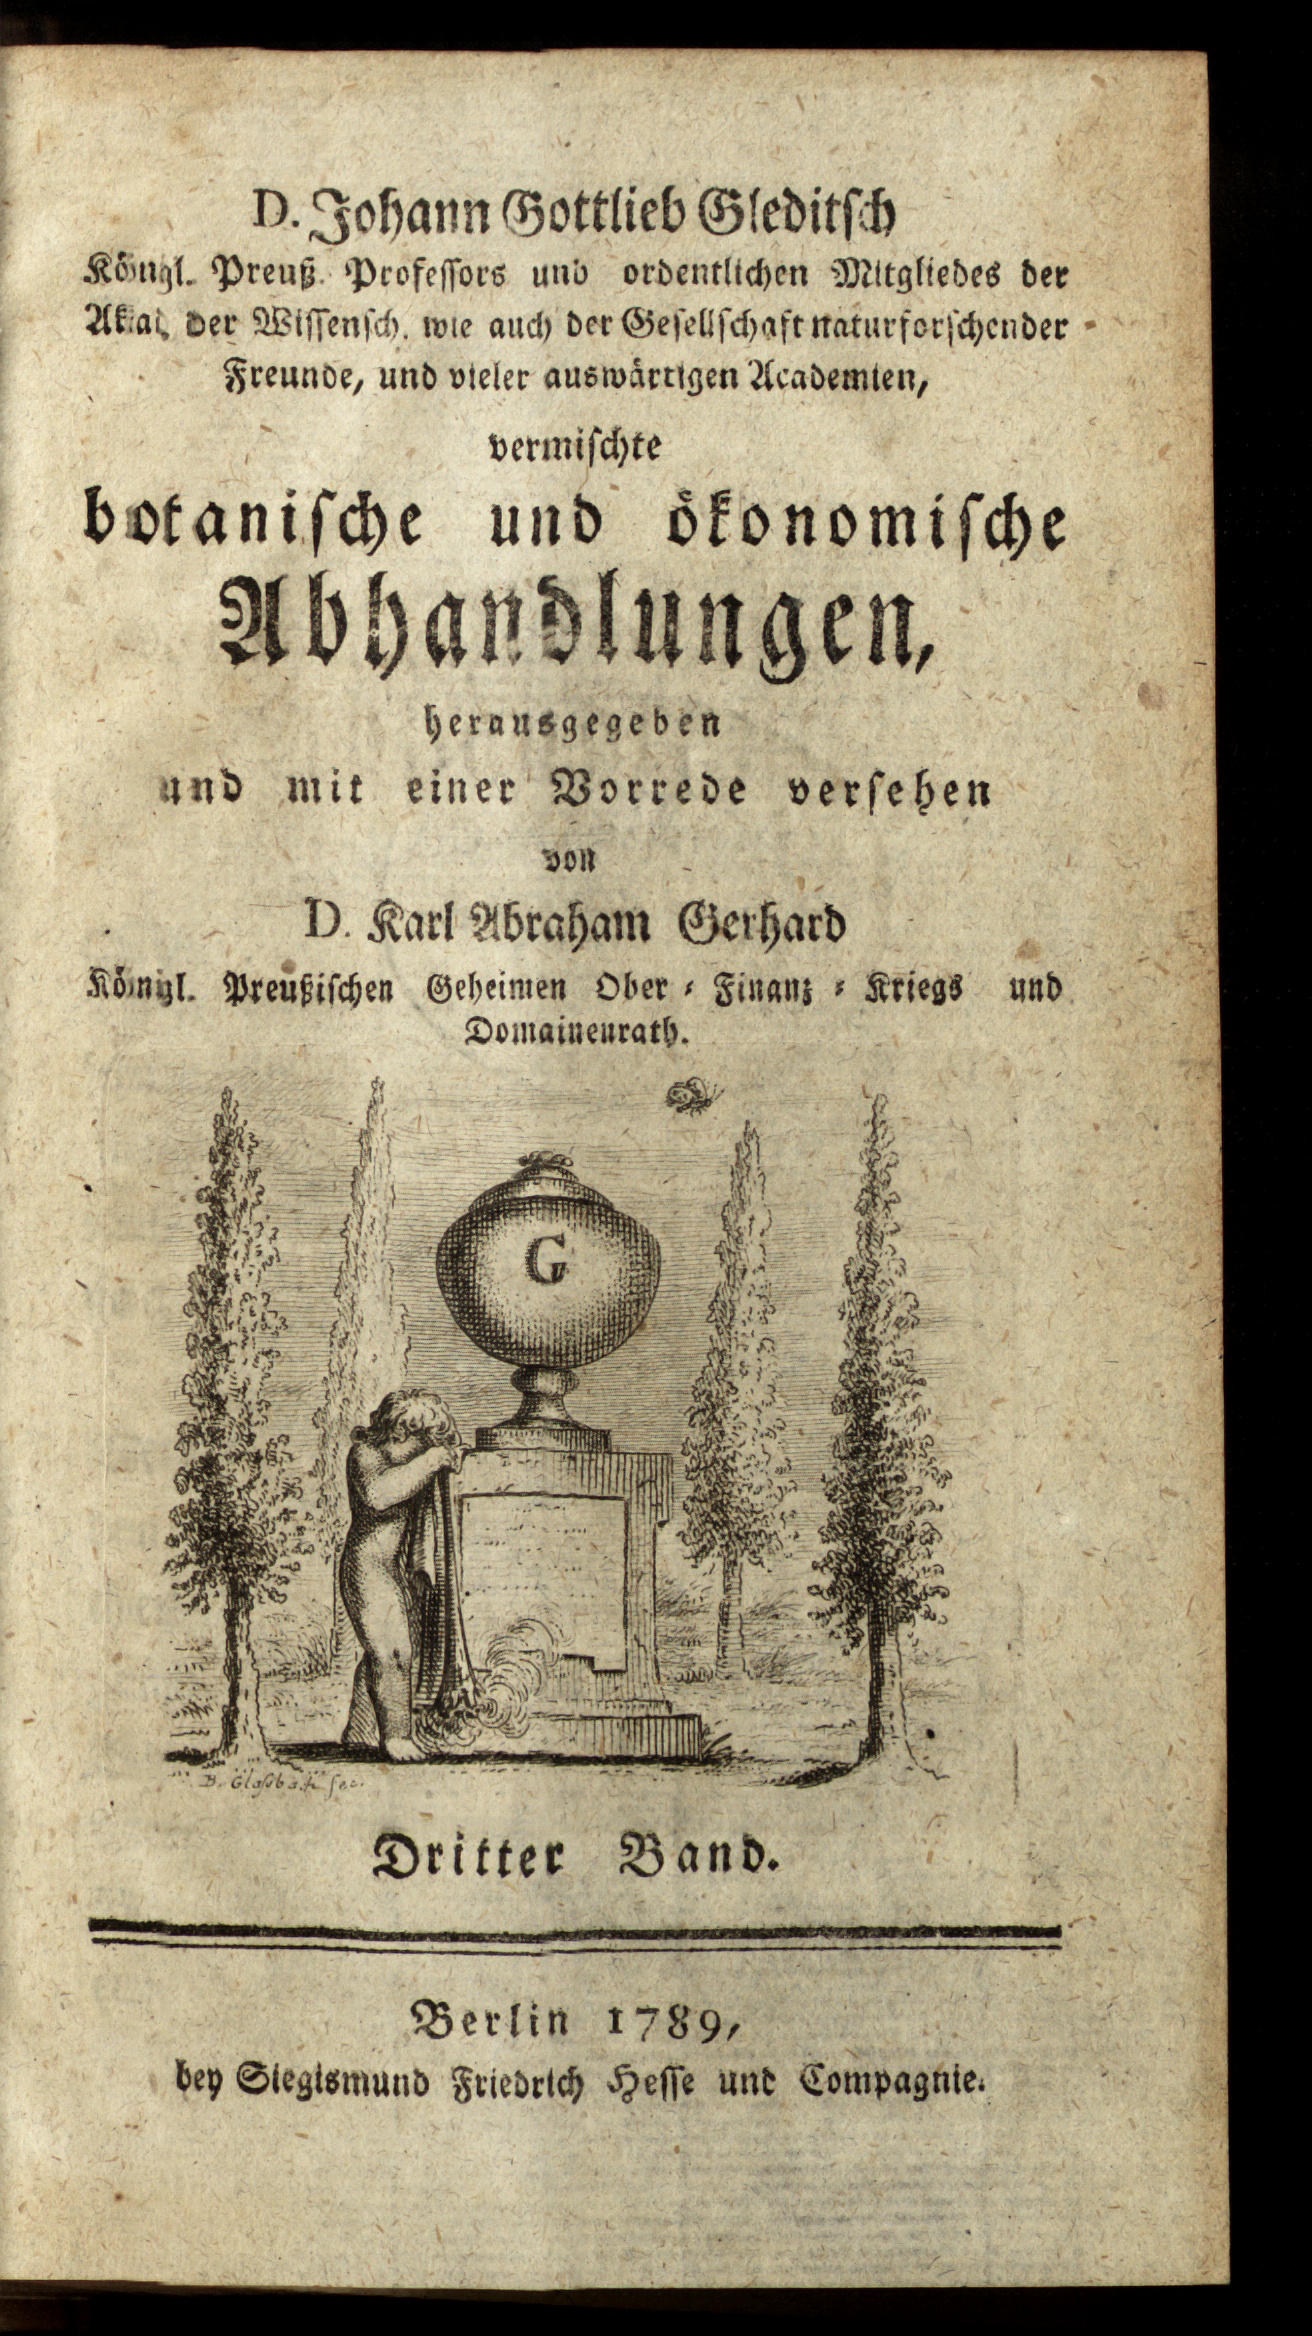 D. Johann Gottlieb Gleditsch
Königl. Preuß. Professors und ordentlichen Mitgliedes der
Akad. der Wissensch. wie auch der Gesellschaft naturforschender
Freunde, und vieler auswärtigen Academien,
vermischte
botanische und ökonomische
Abhandlungen,
herausgegeben
und mit einer Vorrede versehen
von
D. Karl Abraham Gerhard
Königl. Preußischen Geheimen Ober-Finanz-Kriegs und
Domainenrath.
G
B. Glaßbach fec.
Dritter Band.
Berlin 1789,
bey Siegismund Friedrich Hesse und Compagnie.